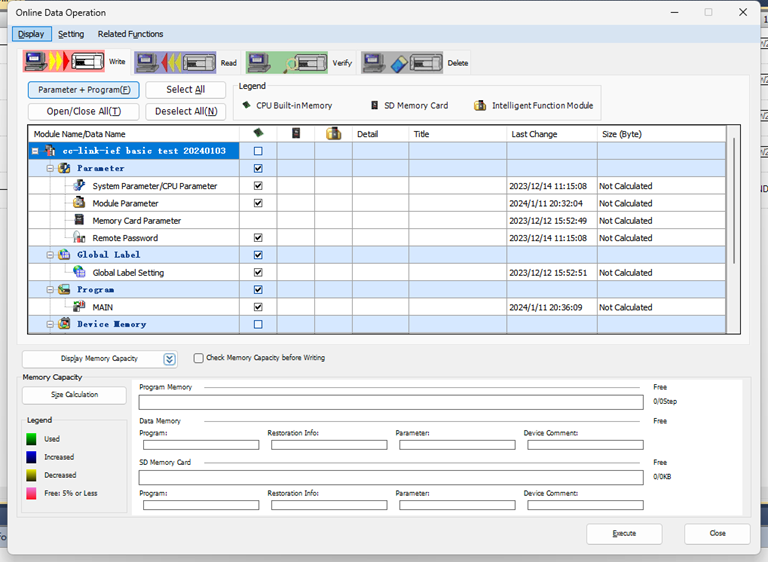 Online Data Operation
Display Setting Related Functions
Write Read Verify Delete
Parameter + Program(F) Select All
Legend
CPU Built-in Memory SD Memory Card Intelligent Function Module
Open/Close All(T) Deselect All(N)
Module Name/Data Name Detail Title Last Change Size (Byte)
cc-link-ief basic test 20240103
Parameter
System Parameter/CPU Parameter 2023/12/14 11:15:08 Not Calculated
Module Parameter 2024/1/11 20:32:04 Not Calculated
Memory Card Parameter 2023/12/12 15:52:49 Not Calculated
Remote Password 2023/12/14 11:15:08 Not Calculated
Global Label
Global Label Setting 2023/12/12 15:52:51 Not Calculated
Program
MAIN 2024/1/11 20:36:09 Not Calculated
Device Memory
Display Memory Capacity Check Memory Capacity before Writing
Memory Capacity
Size Calculation
Legend
Used
Increased
Decreased
Free: 5% or Less
Program Memory Free
0/0Step
Data Memory Free
Program: Restoration Info: Parameter: Device Comment:
SD Memory Card Free
0/0KB
Program: Restoration Info: Parameter: Device Comment:
Execute Close